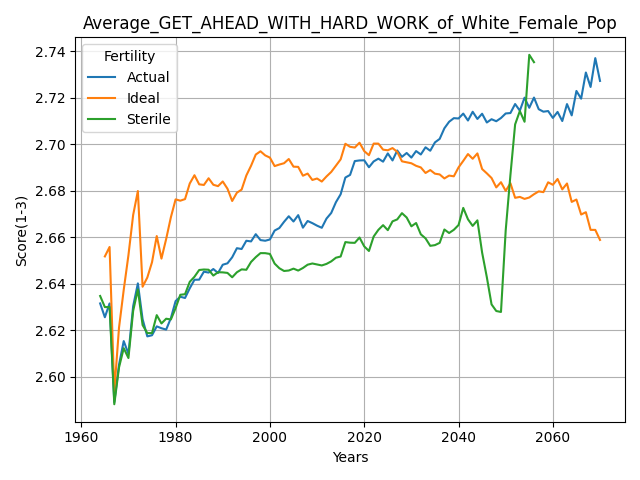 Average_GET_AHEAD_WITH_HARD_WORK_of_White_Female_Pop
Fertility
Actual
Ideal
Sterile
2.74
2.72
2.70
2.68
2.66
2.64
2.62
2.60
Score(1-3)
1960
1980
2000
2020
2040
2060
Years